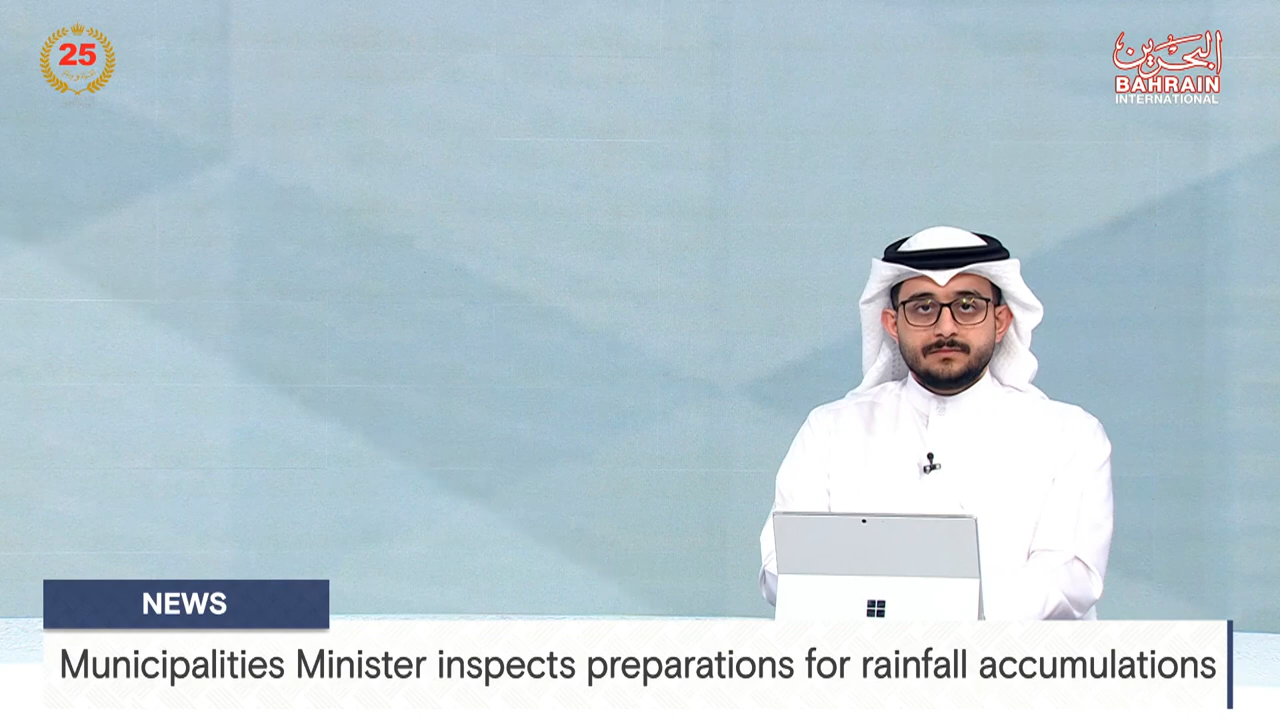 25
البحرين
BAHRAIN
INTERNATIONAL
NEWS
Municipalities Minister inspects preparations for rainfall accumulations